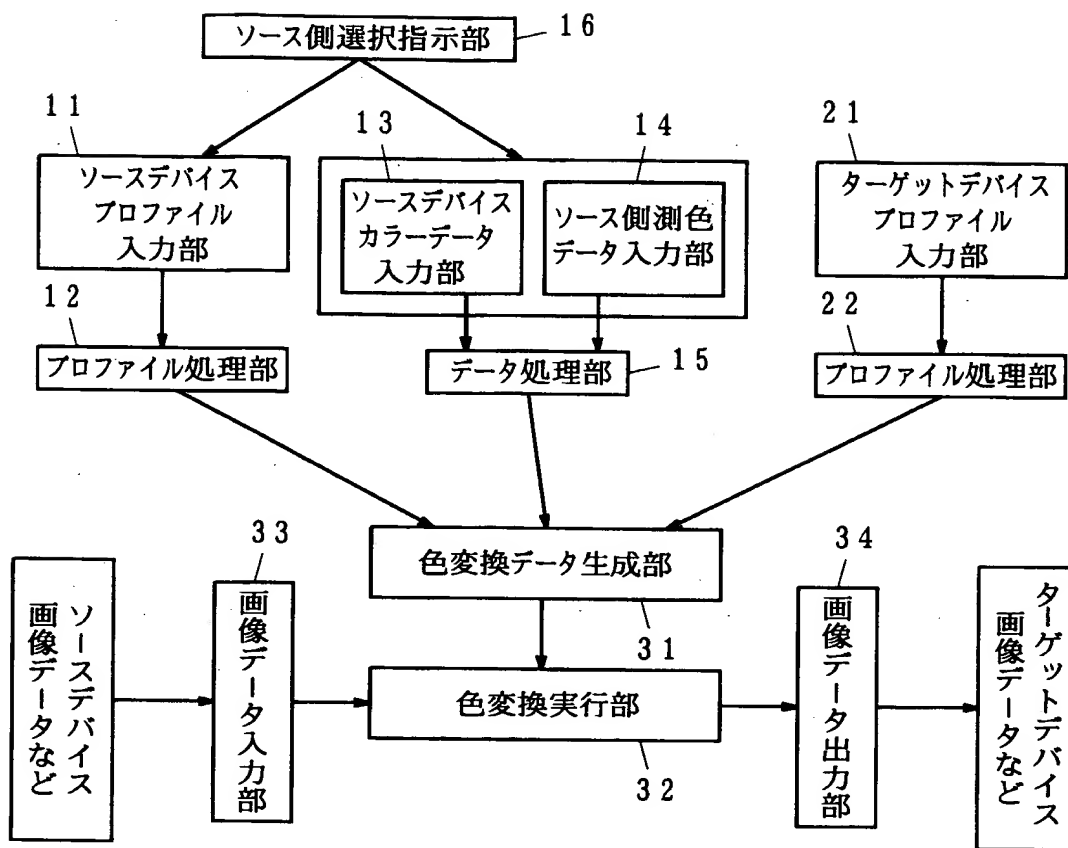 ソース側選択指示部
16
11
ソースデバイス
プロファイル
入力部
13
ソースデバイス
カラーデータ
入力部
14
ソース側測色
データ入力部
21
ターゲットデバイス
プロファイル
入力部
12
プロファイル処理部
データ処理部
15
22
プロファイル処理部
色変換データ生成部
31
ソースデバイス
画像データなど
33
画像データ入力部
色変換実行部
32
34
画像データ出力部
ターゲットデバイス
画像データなど